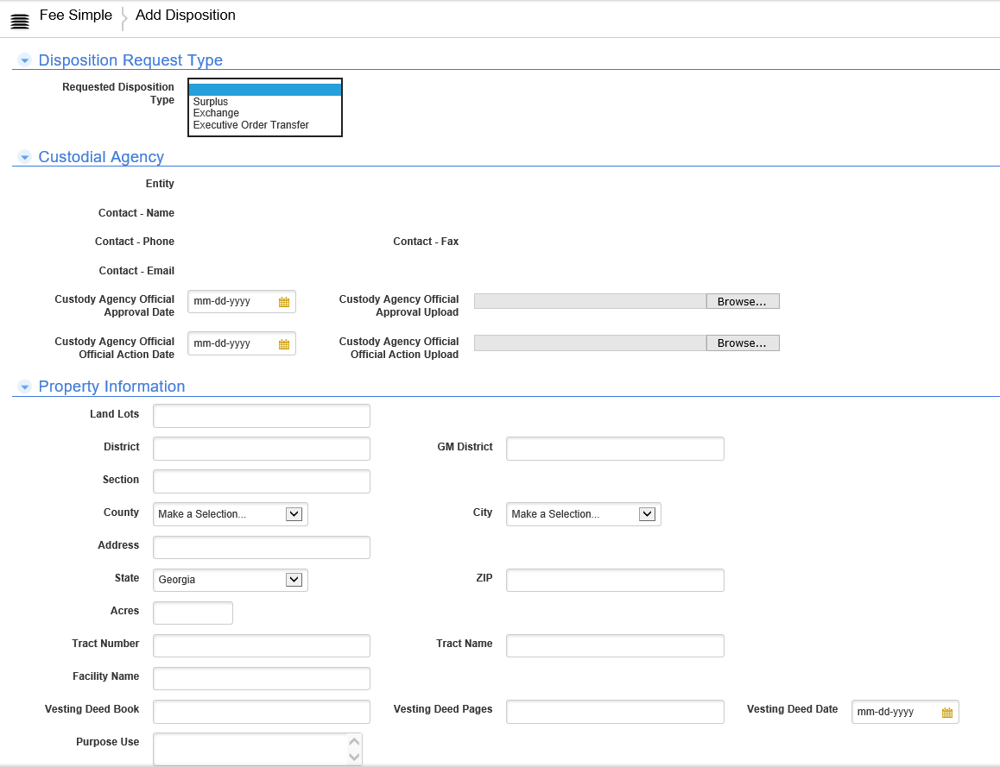 Fee Simple Add Disposition
Disposition Request Type
Requested Disposition
Type
Surplus
Exchange
Executive Order Transfer
Custodial Agency
Entity
Contact - Name
Contact - Phone Contact - Fax
Contact - Email
Custody Agency Official
Approval Date
mm-dd-yyyy
Custody Agency Official
Approval Upload
Browse...
Custody Agency Official
Official Action Date
mm-dd-yyyy
Custody Agency Official
Official Action Upload
Browse...
Property Information
Land Lots
District GM District
Section
County Make a Selection... City Make a Selection...
Address
State Georgia ZIP
Acres
Tract Number Tract Name
Facility Name
Vesting Deed Book Vesting Deed Pages Vesting Deed Date mm-dd-yyyy
Purpose Use